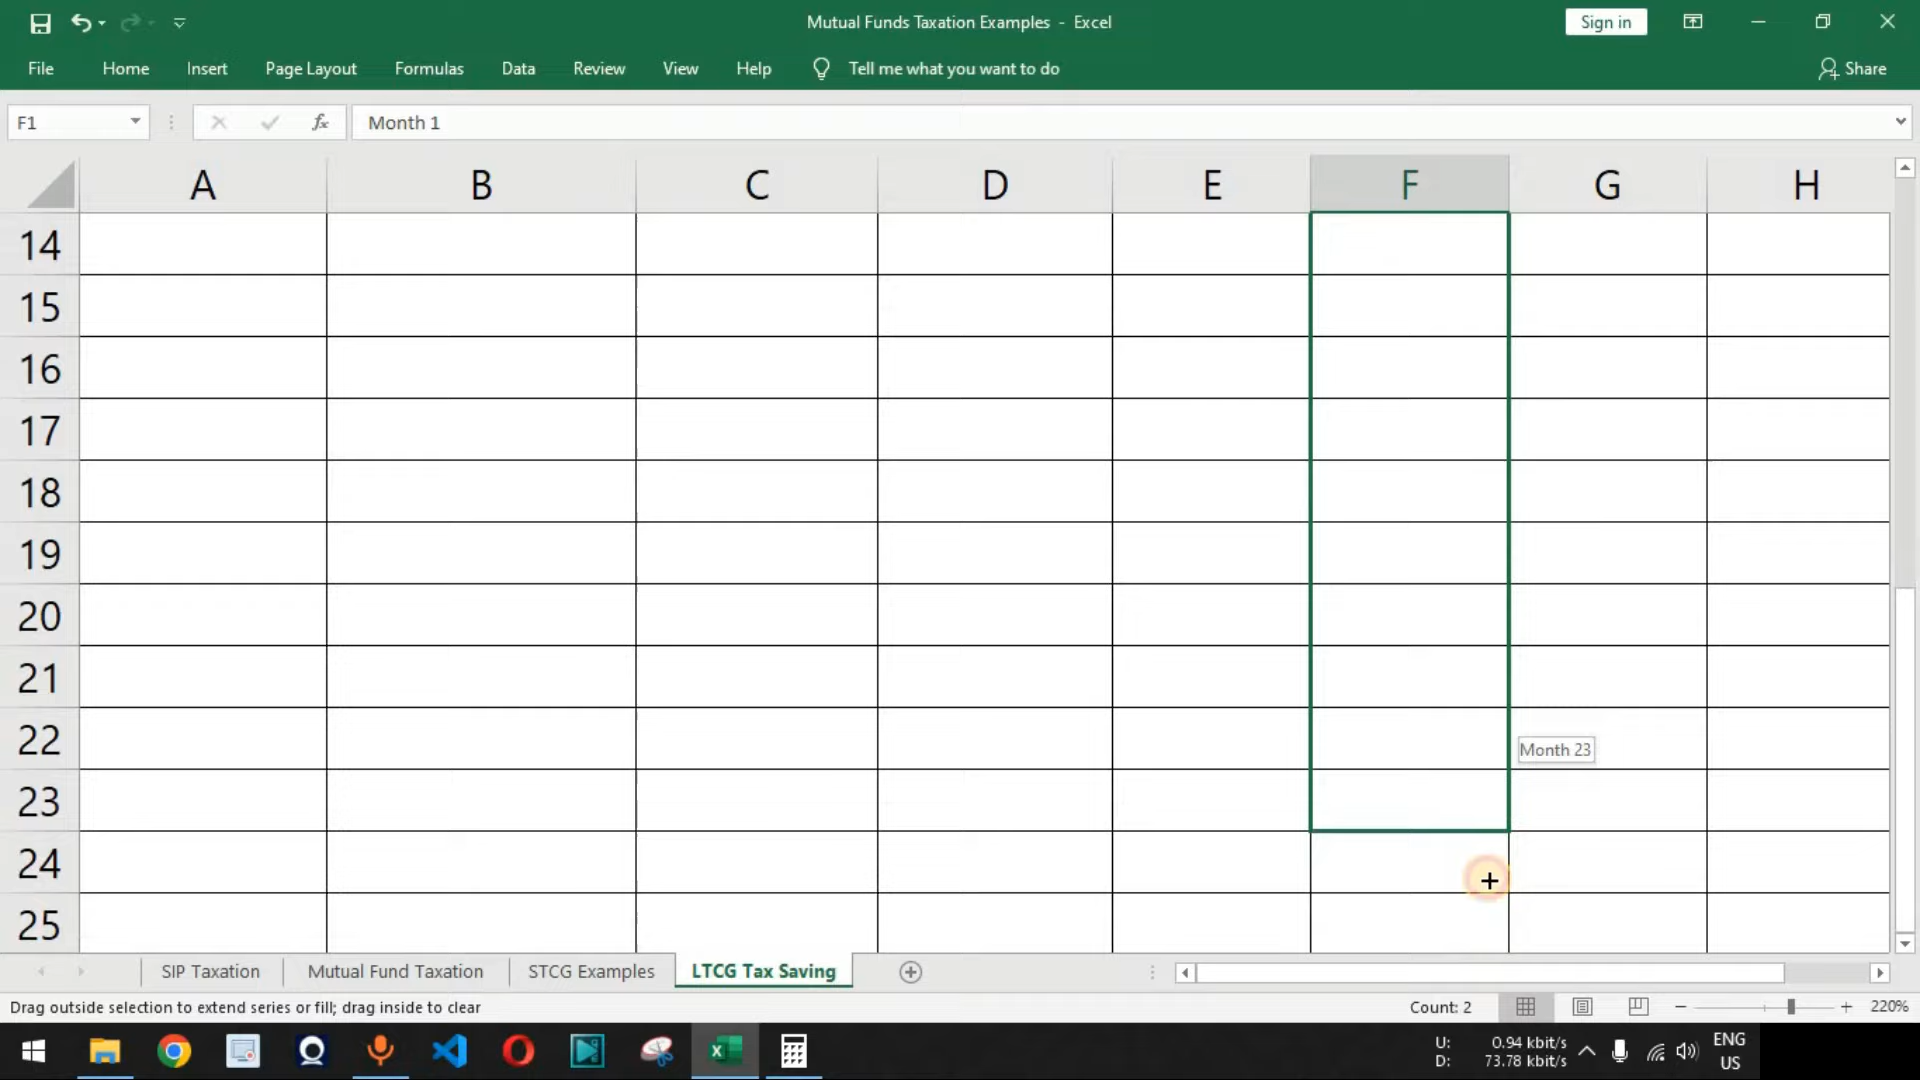 Mutual Funds Taxation Examples - Excel
Sign in
File Home Insert Page Layout Formulas Data Review View Help Tell me what you want to do Share
F1 fx Month 1
A B C D E F G H
14
15
16
17
18
19
20
21
22
Month 23
23
24
25
SIP Taxation Mutual Fund Taxation STCG Examples LTCG Tax Saving
Drag outside selection to extend series or fill; drag inside to clear Count: 2 220%
U: 0.94 kbit/s ENG
D: 73.78 kbit/s US